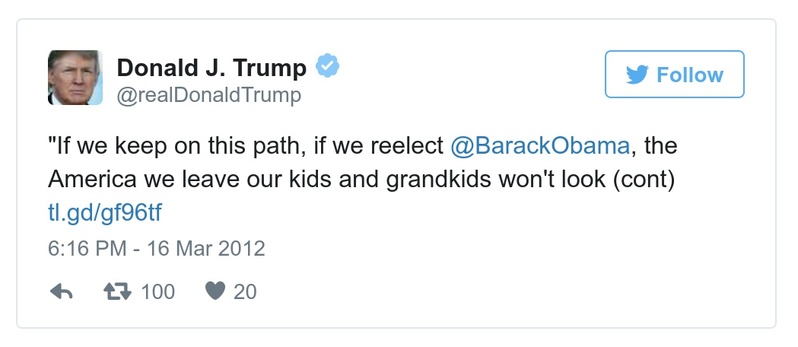 Donald J. Trump
@realDonaldTrump
Follow
"If we keep on this path, if we reelect @BarackObama, the
America we leave our kids and grandkids won't look (cont)
tl.gd/gf96tf
6:16 PM - 16 Mar 2012
100 20